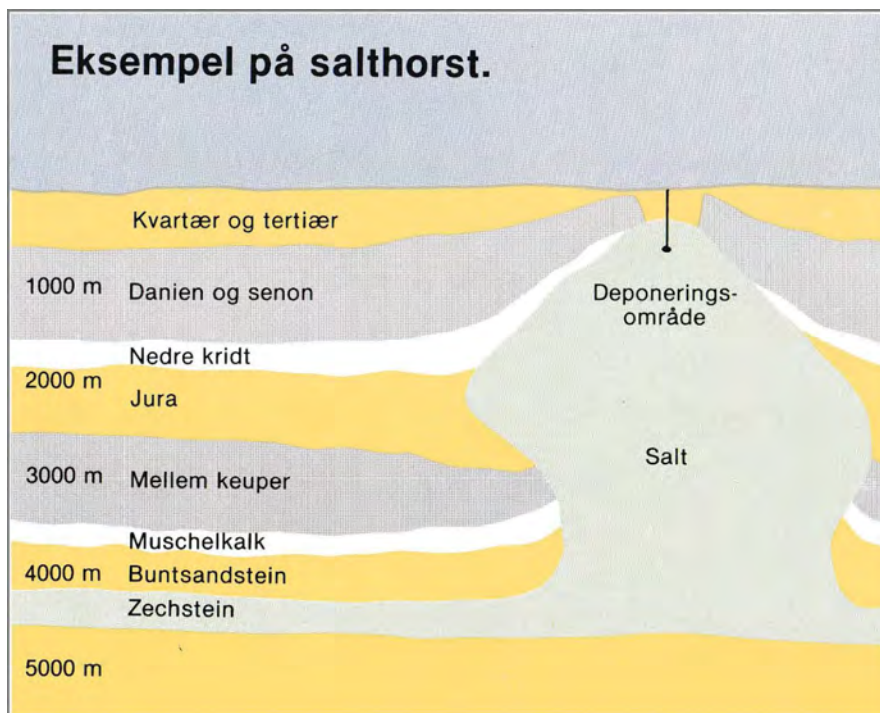 Eksempel på salthorst.
Kvartær og tertiær
1000 m Danien og senon
Deponerings-
område
Nedre kridt
2000 m
Jura
Salt
3000 m Mellem keuper
Muschelkalk
4000 m Buntsandstein
Zechstein
5000 m